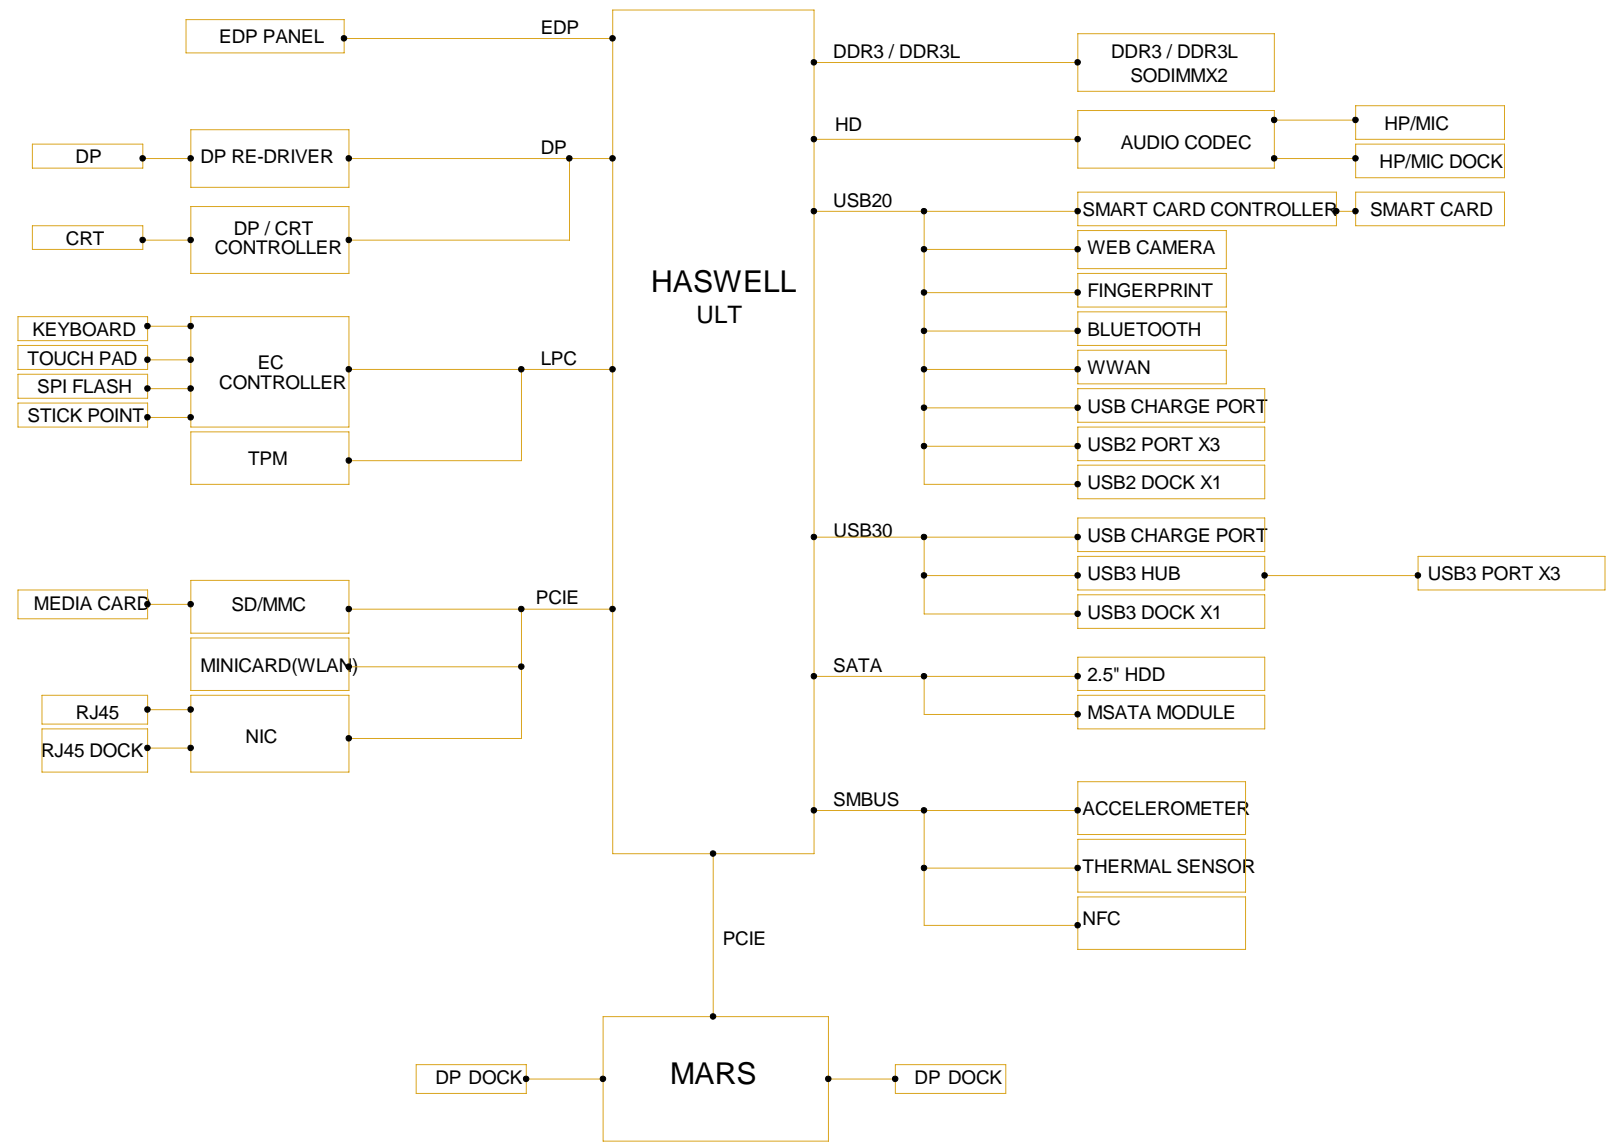 EDP PANEL
EDP
DP
DP RE-DRIVER
DP
CRT
DP / CRT
CONTROLLER
KEYBOARD
TOUCH PAD
SPI FLASH
STICK POINT
EC
CONTROLLER
LPC
TPM
MEDIA CARD
SD/MMC
PCIE
MINICARD(WLAN)
RJ45
RJ45 DOCK
NIC
HASWELL
ULT
DDR3 / DDR3L
DDR3 / DDR3L
SODIMMX2
HD
AUDIO CODEC
HP/MIC
HP/MIC DOCK
USB20
SMART CARD CONTROLLER
SMART CARD
WEB CAMERA
FINGERPRINT
BLUETOOTH
WWAN
USB CHARGE PORT
USB2 PORT X3
USB2 DOCK X1
USB30
USB CHARGE PORT
USB3 HUB
USB3 PORT X3
USB3 DOCK X1
SATA
2.5" HDD
MSATA MODULE
SMBUS
ACCELEROMETER
THERMAL SENSOR
NFC
PCIE
DP DOCK
MARS
DP DOCK